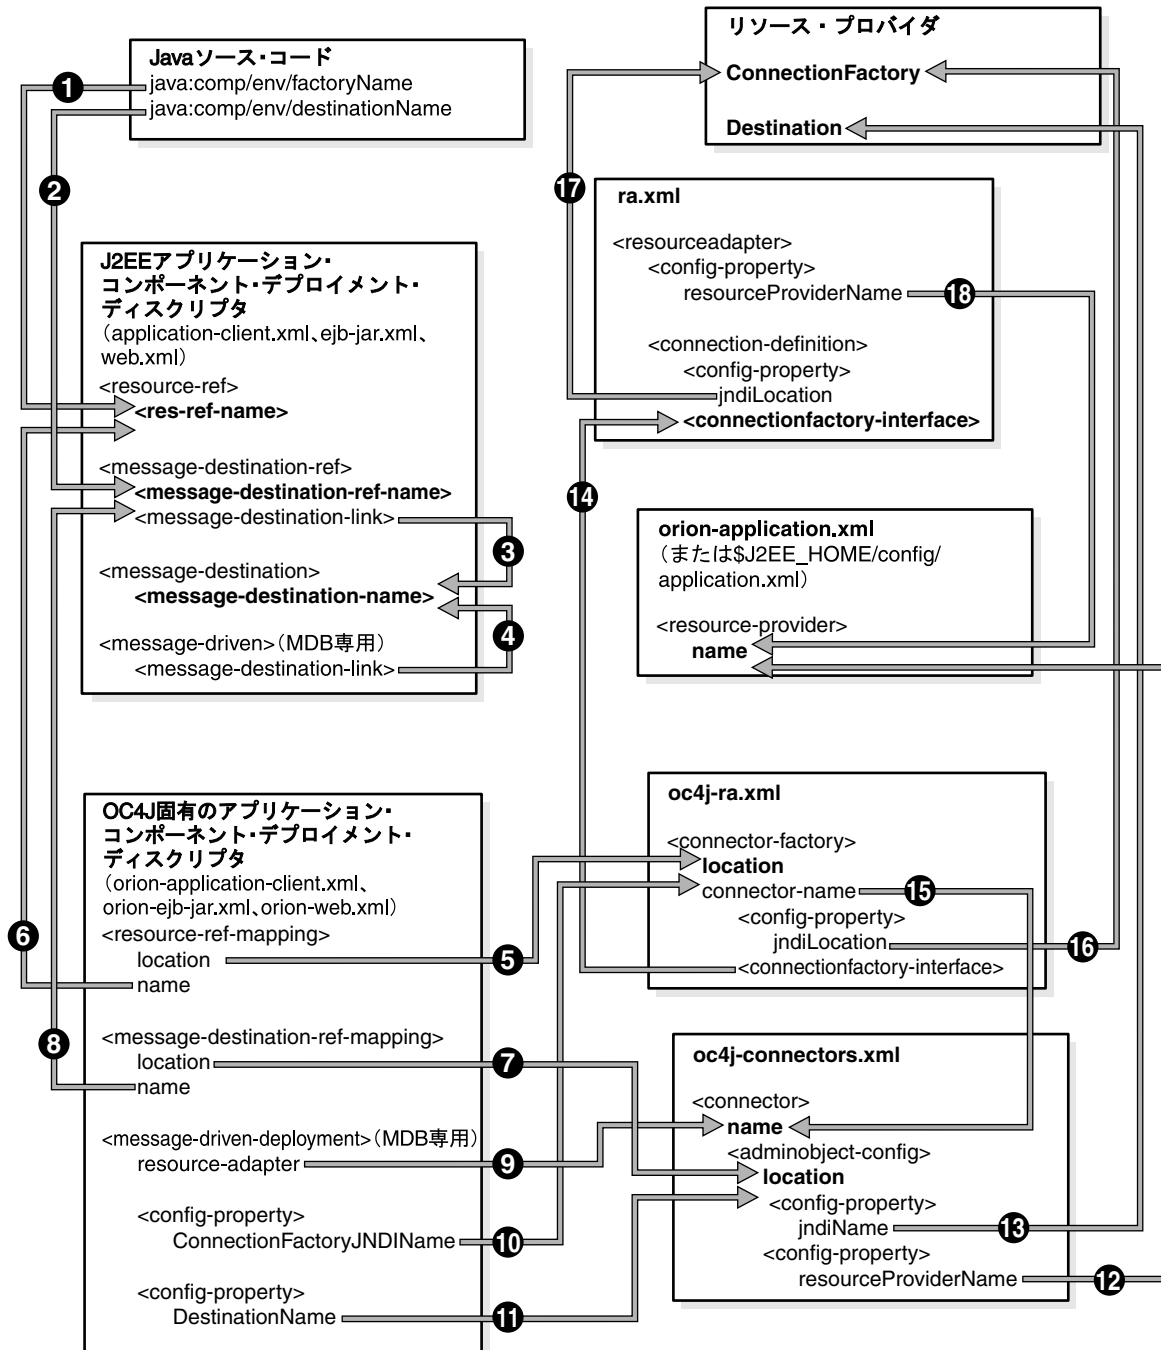 Javaソース・コード
java:comp/env/factoryName
java:comp/env/destinationName
1
2
J2EEアプリケーション・
コンポーネント・デプロイメント・
ディスクリプタ
（application-client.xml、ejb-jar.xml、
web.xml）
<resource-ref>
<res-ref-name>
<message-destination-ref>
<message-destination-ref-name>
<message-destination-link>
3
<message-destination>
<message-destination-name>
4
<message-driven>（MDB専用）
<message-destination-link>
OC4J固有のアプリケーション・
コンポーネント・デプロイメント・
ディスクリプタ
（orion-application-client.xml、
orion-ejb-jar.xml、orion-web.xml）
<resource-ref-mapping>
6
location
5
name
<message-destination-ref-mapping>
8
location
7
name
<message-driven-deployment>（MDB専用）
resource-adapter
9
<config-property>
ConnectionFactoryJNDIName
10
<config-property>
DestinationName
11
リソース・プロバイダ
ConnectionFactory
Destination
17
ra.xml
<resourceadapter>
<config-property>
resourceProviderName
18
<connection-definition>
<config-property>
jndiLocation
<connectionfactory-interface>
14
orion-application.xml
（または$J2EE_HOME/config/
application.xml）
<resource-provider>
name
oc4j-ra.xml
<connector-factory>
location
connector-name
15
<config-property>
jndiLocation
16
<connectionfactory-interface>
oc4j-connectors.xml
<connector>
name
<adminobject-config>
location
<config-property>
jndiName
13
<config-property>
resourceProviderName
12